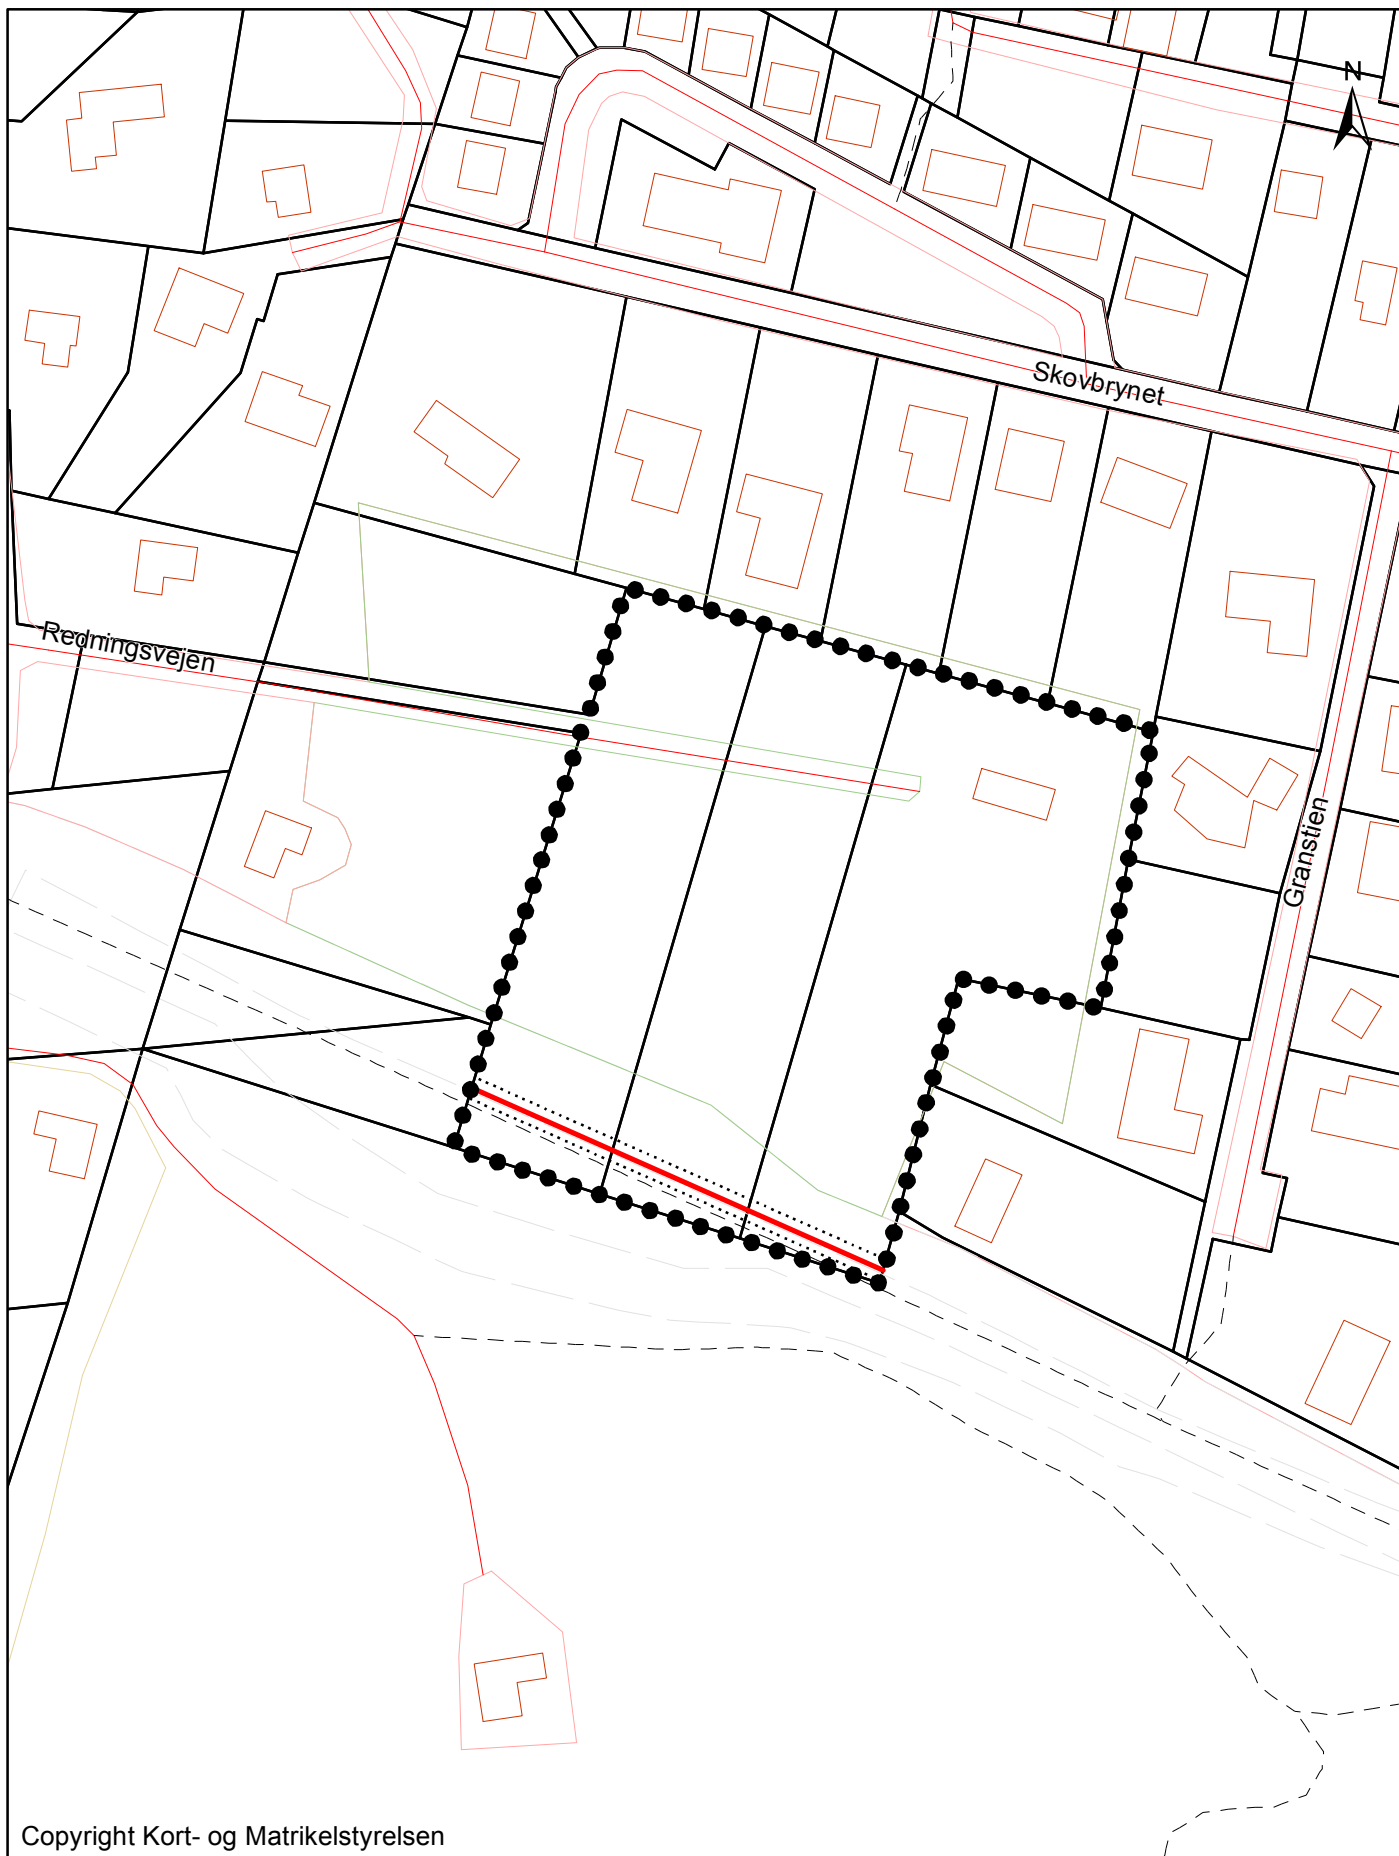 N
Skovbrynet
Redningsvejen
Granstien
Copyright Kort- og Matrikelstyrelsen